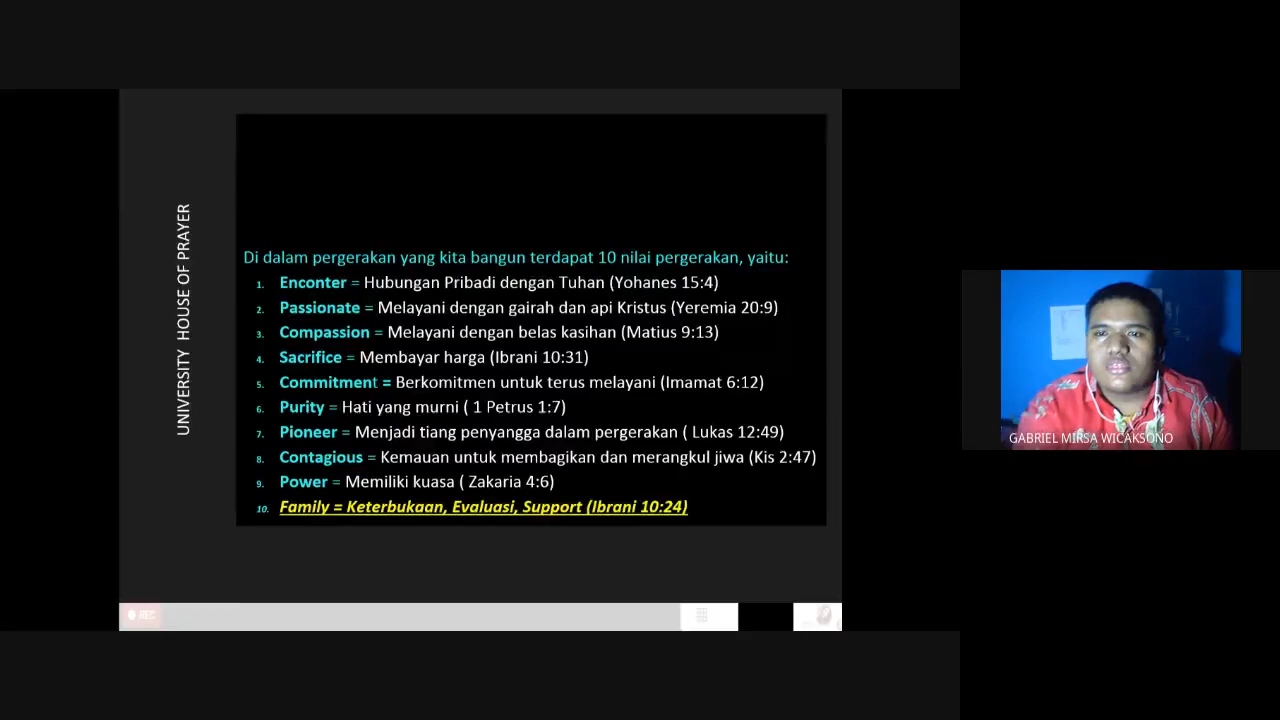 UNIVERSITY HOUSE OF PRAYER
Di dalam pergerakan yang kita bangun terdapat 10 nilai pergerakan, yaitu:
1. Enconter = Hubungan Pribadi dengan Tuhan (Yohanes 15:4)
2. Passionate = Melayani dengan gairah dan api Kristus (Yeremia 20:9)
3. Compassion = Melayani dengan belas kasihan (Matius 9:13)
4. Sacrifice = Membayar harga (Ibrani 10:31)
5. Commitment = Berkomitmen untuk terus melayani (Imamat 6:12)
6. Purity = Hati yang murni ( 1 Petrus 1:7)
7. Pioneer = Menjadi tiang penyangga dalam pergerakan ( Lukas 12:49)
8. Contagious = Kemauan untuk membagikan dan merangkul jiwa (Kis 2:47)
9. Power = Memiliki kuasa ( Zakaria 4:6)
10. Family = Keterbukaan, Evaluasi, Support (Ibrani 10:24)
GABRIEL MIRSA WICAKSONO